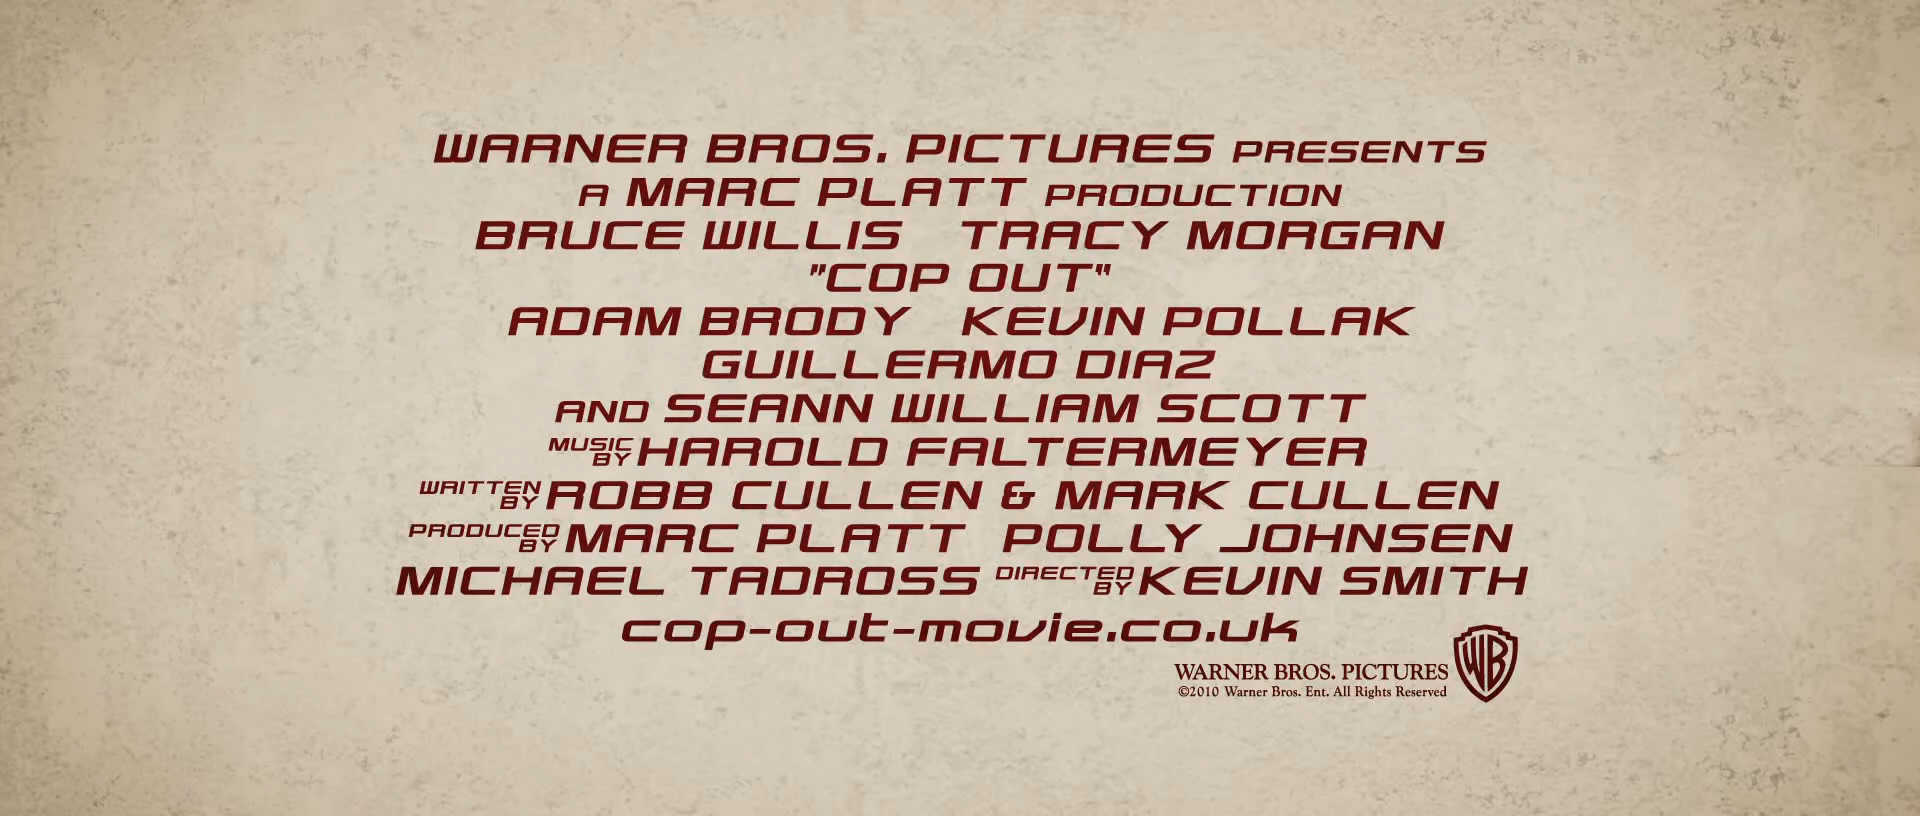 WARNER BROS. PICTURES PRESENTS
A MARC PLATT PRODUCTION
BRUCE WILLIS TRACY MORGAN
"COP OUT"
ADAM BRODY KEVIN POLLAK
GUILLERMO DIAZ
AND SEANN WILLIAM SCOTT
MUSIC BY HAROLD FALTERMEYER
WRITTEN BY ROBB CULLEN & MARK CULLEN
PRODUCED BY MARC PLATT POLLY JOHNSEN
MICHAEL TADROSS DIRECTED BY KEVIN SMITH
cop-out-movie.co.uk
WB
WARNER BROS. PICTURES
©2010 Warner Bros. Ent. All Rights Reserved